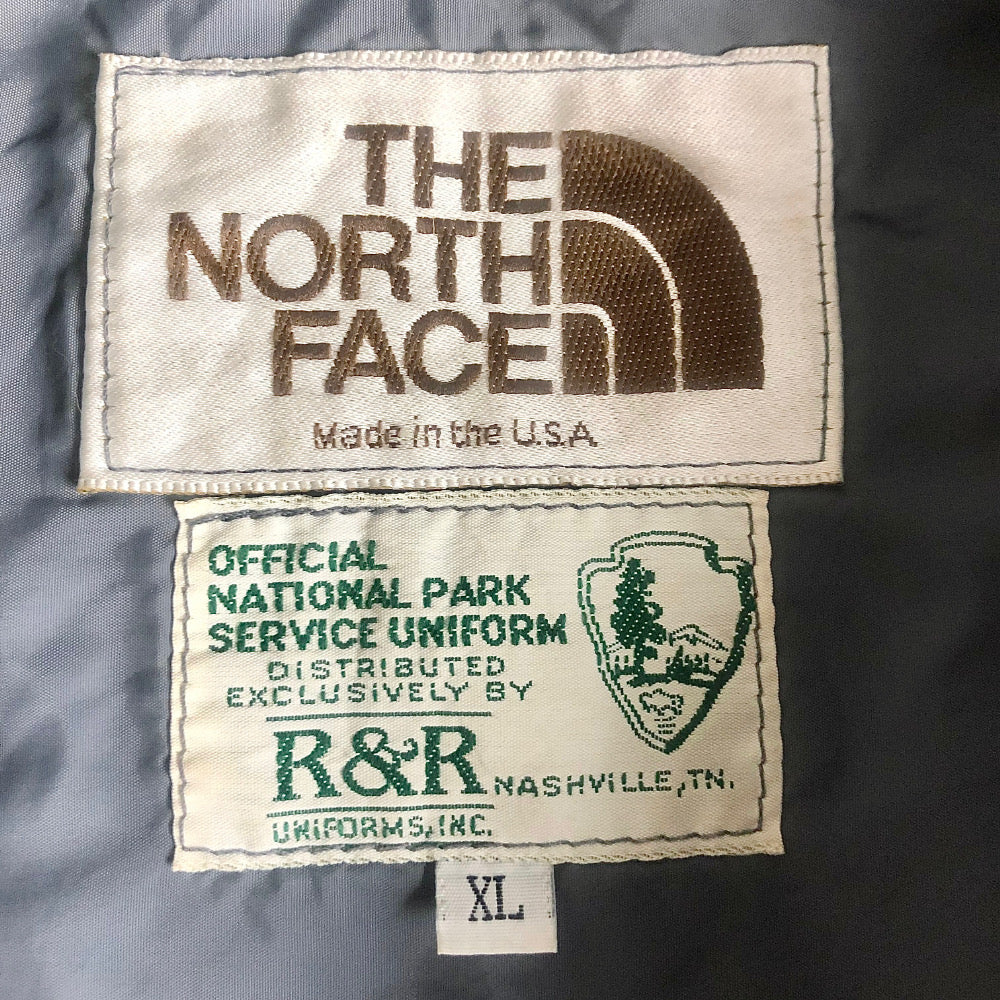 THE
NORTH
FACE
Made in the U.S.A.
OFFICIAL
NATIONAL PARK
SERVICE UNIFORM
DISTRIBUTED
EXCLUSIVELY BY
R&R
NASHVILLE, TN.
UNIFORMS, INC.
XL